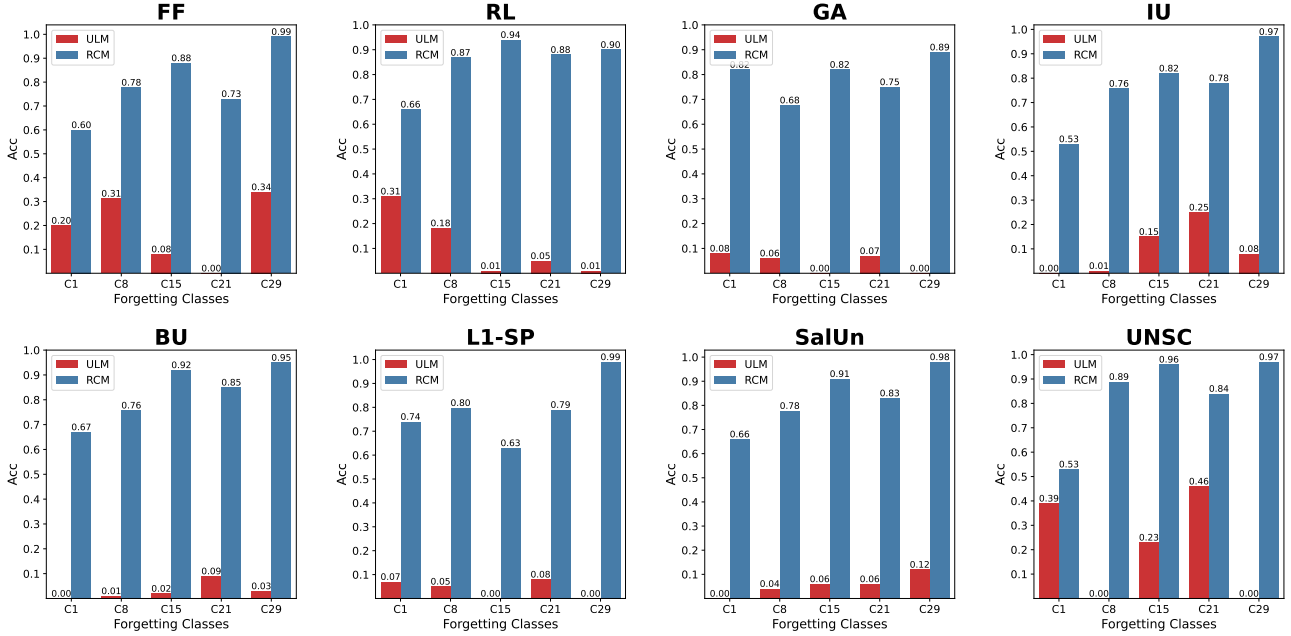 FF
ULM
RCM
Acc
1.0
0.9
0.8
0.7
0.6
0.5
0.4
0.3
0.2
0.1
0.20 0.60 0.31 0.78 0.08 0.88 0.00 0.73 0.34 0.99
C1 C8 C15 C21 C29
Forgetting Classes
RL
ULM
RCM
Acc
1.0
0.9
0.8
0.7
0.6
0.5
0.4
0.3
0.2
0.1
0.31 0.66 0.18 0.87 0.01 0.94 0.05 0.88 0.01 0.90
C1 C8 C15 C21 C29
Forgetting Classes
GA
ULM
RCM
Acc
1.0
0.9
0.8
0.7
0.6
0.5
0.4
0.3
0.2
0.1
0.08 0.82 0.06 0.68 0.00 0.82 0.07 0.75 0.00 0.89
C1 C8 C15 C21 C29
Forgetting Classes
IU
ULM
RCM
Acc
1.0
0.9
0.8
0.7
0.6
0.5
0.4
0.3
0.2
0.1
0.00 0.53 0.01 0.76 0.15 0.82 0.25 0.78 0.08 0.97
C1 C8 C15 C21 C29
Forgetting Classes
BU
ULM
RCM
Acc
1.0
0.9
0.8
0.7
0.6
0.5
0.4
0.3
0.2
0.1
0.00 0.67 0.01 0.76 0.02 0.92 0.09 0.85 0.03 0.95
C1 C8 C15 C21 C29
Forgetting Classes
L1-SP
ULM
RCM
Acc
1.0
0.9
0.8
0.7
0.6
0.5
0.4
0.3
0.2
0.1
0.07 0.74 0.05 0.80 0.00 0.63 0.08 0.79 0.00 0.99
C1 C8 C15 C21 C29
Forgetting Classes
SalUn
ULM
RCM
Acc
1.0
0.9
0.8
0.7
0.6
0.5
0.4
0.3
0.2
0.1
0.00 0.66 0.04 0.78 0.06 0.91 0.06 0.83 0.12 0.98
C1 C8 C15 C21 C29
Forgetting Classes
UNSC
ULM
RCM
Acc
1.0
0.9
0.8
0.7
0.6
0.5
0.4
0.3
0.2
0.1
0.39 0.53 0.00 0.89 0.23 0.96 0.46 0.84 0.00 0.97
C1 C8 C15 C21 C29
Forgetting Classes